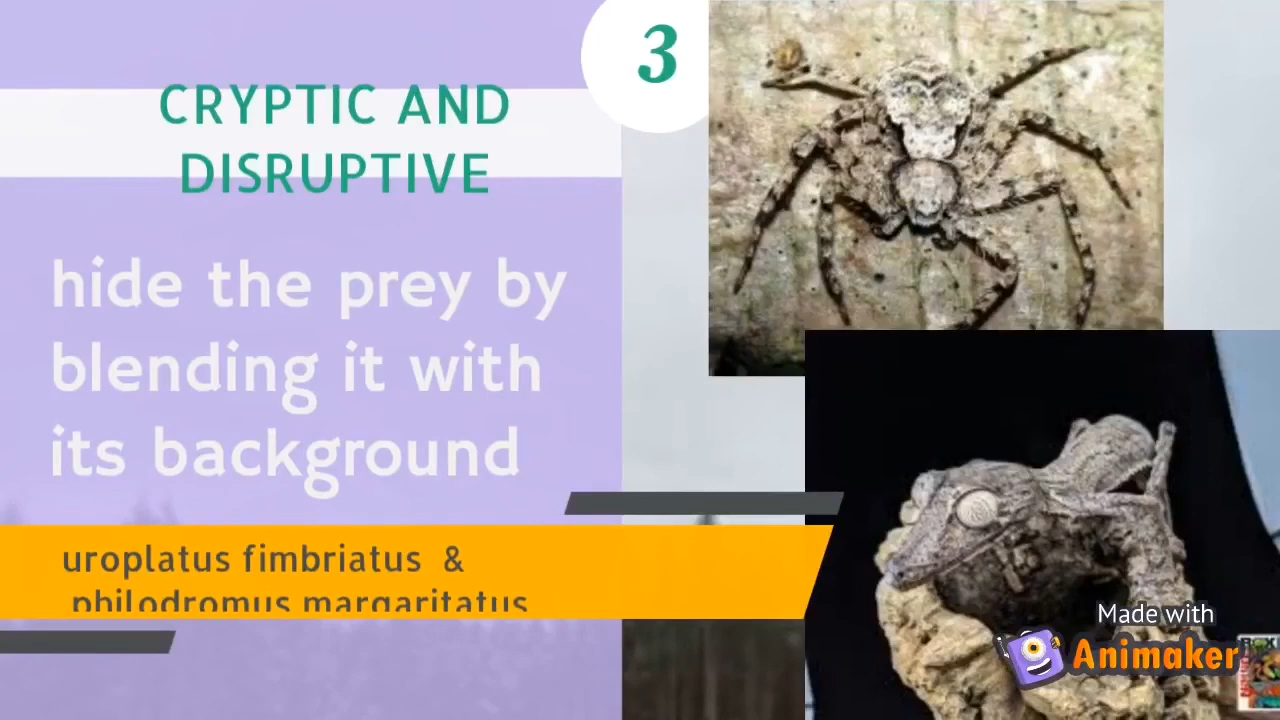 3
CRYPTIC AND
DISRUPTIVE
hide the prey by
blending it with
its background
uroplatus fimbriatus &
philodromus margaritatus
Made with
Animaker